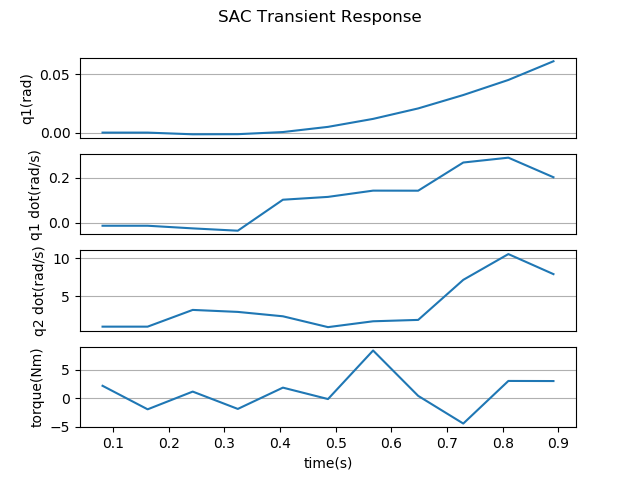 SAC Transient Response
q1(rad)
0.05
0.00
q1 dot(rad/s)
0.2
0.0
q2 dot(rad/s)
10
5
torque(Nm)
5
0
−5
0.1 0.2 0.3 0.4 0.5 0.6 0.7 0.8 0.9
time(s)